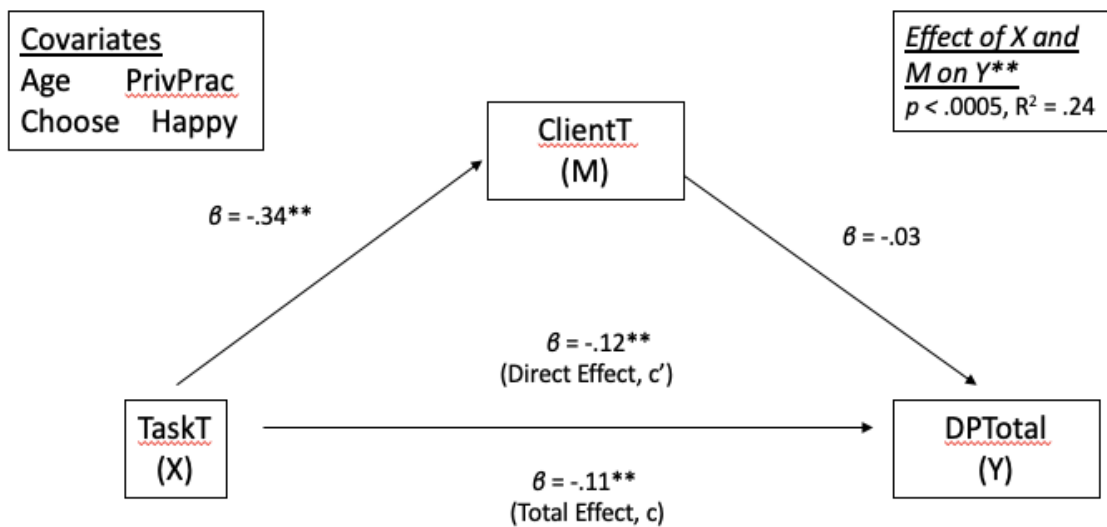 Covariates
Age PrivPrac
Choose Happy
Effect of X and
M on Y**
p < .0005, R² = .24
ClientT
(M)
β = -.34**
β = -.03
β = -.12**
(Direct Effect, c’)
TaskT
(X)
DPTotal
(Y)
β = -.11**
(Total Effect, c)